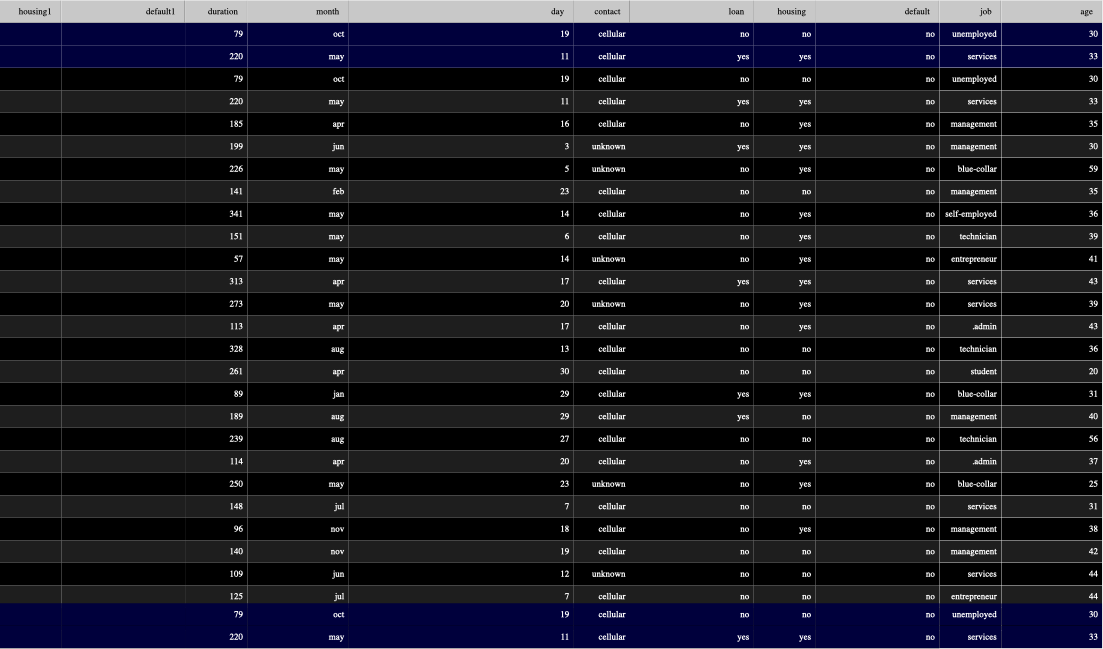 housing1 default1 duration month day contact loan housing default job age
79 oct 19 cellular no no no unemployed 30
220 may 11 cellular yes yes no services 33
79 oct 19 cellular no no no unemployed 30
220 may 11 cellular yes yes no services 33
185 apr 16 cellular no yes no management 35
199 jun 3 unknown yes yes no management 30
226 may 5 unknown no yes no blue-collar 59
141 feb 23 cellular no no no management 35
341 may 14 cellular no yes no self-employed 36
151 may 6 cellular no yes no technician 39
57 may 14 unknown no yes no entrepreneur 41
313 apr 17 cellular yes yes no services 43
273 may 20 unknown no yes no services 39
113 apr 17 cellular no yes no .admin 43
328 aug 13 cellular no no no technician 36
261 apr 30 cellular no no no student 20
89 jan 29 cellular yes yes no blue-collar 31
189 aug 29 cellular yes no no management 40
239 aug 27 cellular no no no technician 56
114 apr 20 cellular no yes no .admin 37
250 may 23 unknown no yes no blue-collar 25
148 jul 7 cellular no no no services 31
96 nov 18 cellular no yes no management 38
140 nov 19 cellular no no no management 42
109 jun 12 unknown no no no services 44
125 jul 7 cellular no no no entrepreneur 44
79 oct 19 cellular no no no unemployed 30
220 may 11 cellular yes yes no services 33